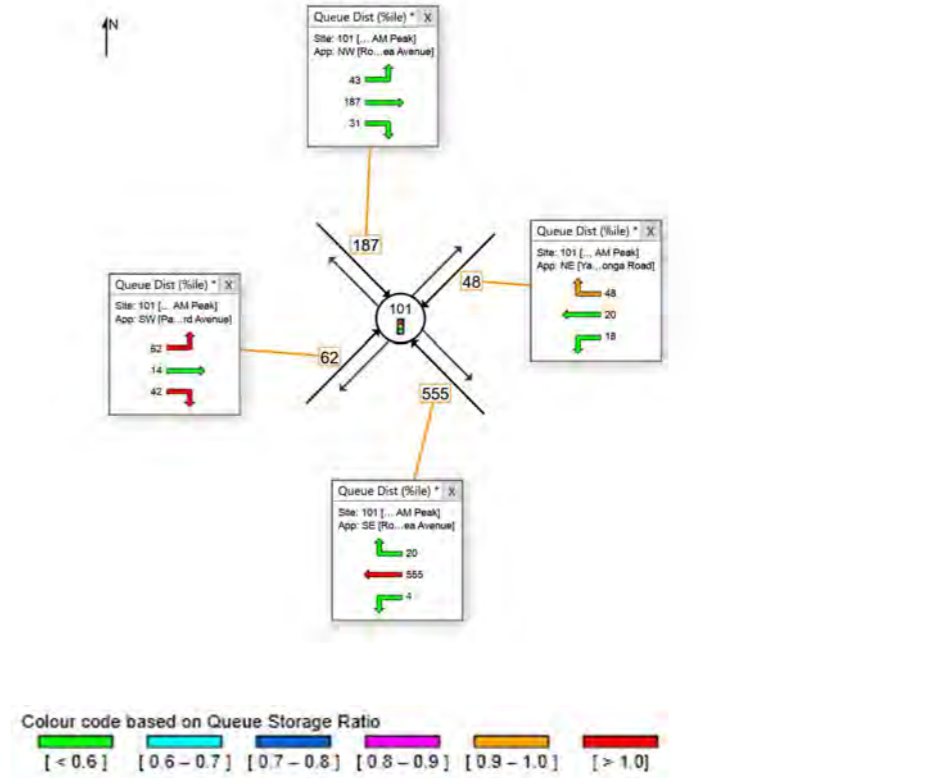 N
Queue Dist (%ile) * X
Site: 101 [... AM Peak]
App: NW [Ro...ea Avenue]
43
187
31
187
Queue Dist (%ile) * X
Site: 101 [... AM Peak]
App: NE [Ya...onga Road]
48
20
18
48
101
Queue Dist (%ile) * X
Site: 101 [... AM Peak]
App: SW [Pa...rd Avenue]
62
14
42
62
555
Queue Dist (%ile) * X
Site: 101 [... AM Peak]
App: SE [Ro...ea Avenue]
20
555
4
Colour code based on Queue Storage Ratio
[ < 0.6 ] [ 0.6 – 0.7 ] [ 0.7 – 0.8 ] [ 0.8 – 0.9 ] [ 0.9 – 1.0 ] [ > 1.0 ]